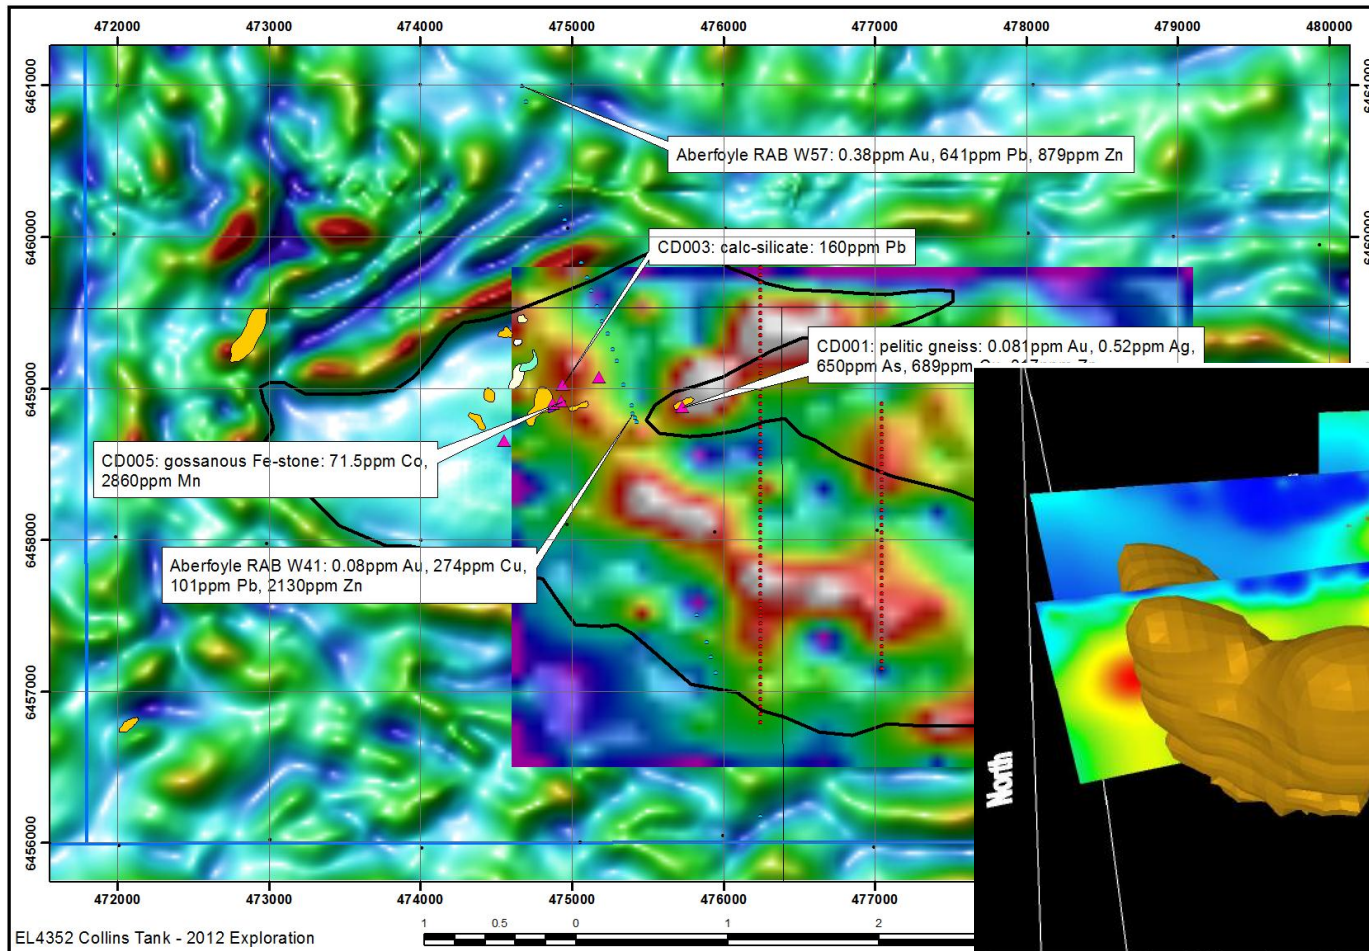 472000 473000 474000 475000 476000 477000 478000 479000 480000
6461000 6461000
Aberfoyle RAB W57: 0.38ppm Au, 641ppm Pb, 879ppm Zn
6460000 6460000
CD003: calc-silicate: 160ppm Pb
CD001: pelitic gneiss: 0.081ppm Au, 0.52ppm Ag,
650ppm As, 689ppm
6459000
CD005: gossanous Fe-stone: 71.5ppm Co,
2860ppm Mn
6458000
Aberfoyle RAB W41: 0.08ppm Au, 274ppm Cu,
101ppm Pb, 2130ppm Zn
6457000
North
6456000
472000 473000 474000 475000 476000 477000
1 0.5 0 1 2
EL4352 Collins Tank - 2012 Exploration